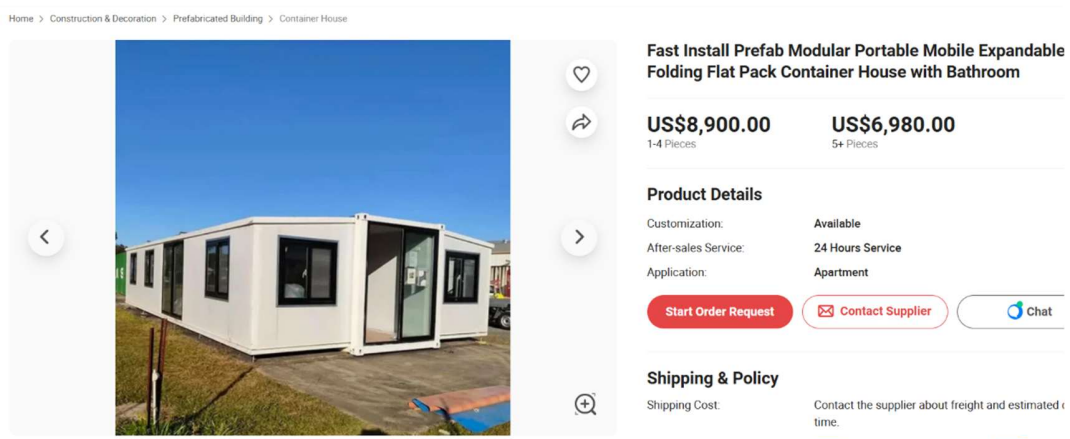 Home > Construction & Decoration > Prefabricated Building > Container House
Fast Install Prefab Modular Portable Mobile Expandable
Folding Flat Pack Container House with Bathroom
US$8,900.00 US$6,980.00
1-4 Pieces 5+ Pieces
Product Details
Customization: Available
After-sales Service: 24 Hours Service
Application: Apartment
Start Order Request Contact Supplier Chat
Shipping & Policy
Shipping Cost: Contact the supplier about freight and estimated
time.